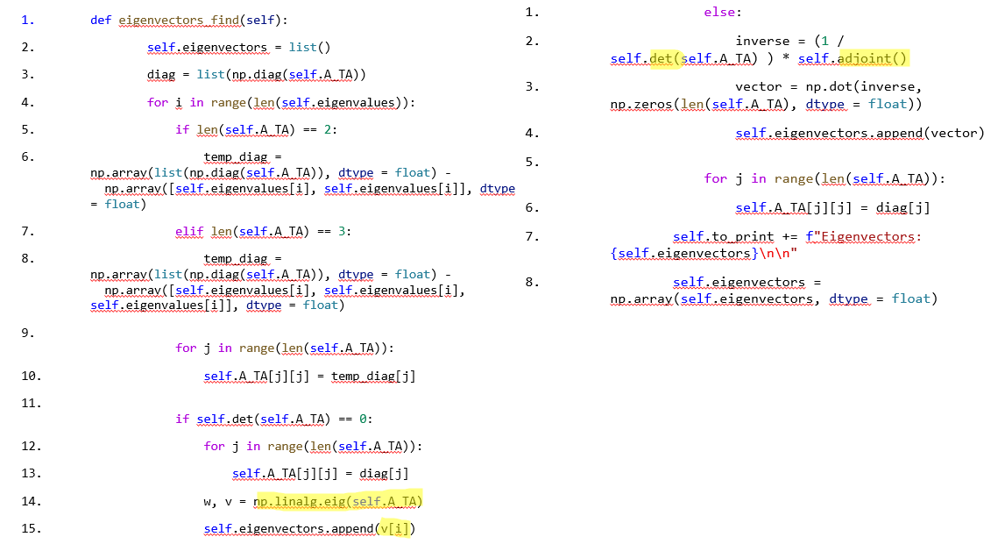 1. def eigenvectors_find(self):
2. self.eigenvectors = list()
3. diag = list(np.diag(self.A_TA))
4. for i in range(len(self.eigenvalues)):
5. if len(self.A_TA) == 2:
6. temp_diag =
np.array(list(np.diag(self.A_TA)), dtype = float) -
np.array([self.eigenvalues[i], self.eigenvalues[i]], dtype
= float)
7. elif len(self.A_TA) == 3:
8. temp_diag =
np.array(list(np.diag(self.A_TA)), dtype = float) -
np.array([self.eigenvalues[i], self.eigenvalues[i],
self.eigenvalues[i]], dtype = float)
9.
for j in range(len(self.A_TA)):
10. self.A_TA[j][j] = temp_diag[j]
11.
if self.det(self.A_TA) == 0:
12. for j in range(len(self.A_TA)):
13. self.A_TA[j][j] = diag[j]
14. w, v = np.linalg.eig(self.A_TA)
15. self.eigenvectors.append(v[i])
1. else:
2. inverse = (1 /
self.det(self.A_TA) ) * self.adjoint()
3. vector = np.dot(inverse,
np.zeros(len(self.A_TA), dtype = float))
4. self.eigenvectors.append(vector)
5.
for j in range(len(self.A_TA)):
6. self.A_TA[j][j] = diag[j]
7. self.to_print += f"Eigenvectors:
{self.eigenvectors}\n\n"
8. self.eigenvectors =
np.array(self.eigenvectors, dtype = float)